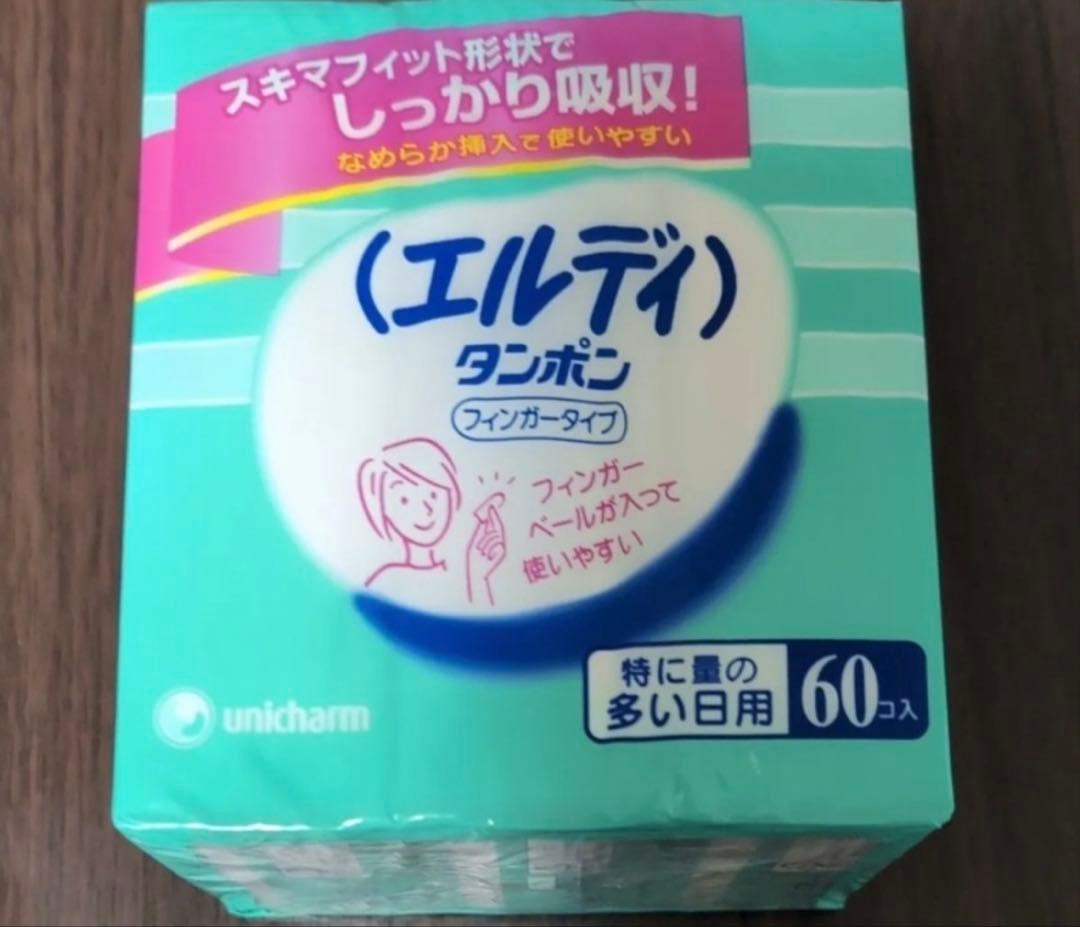 スキマフィット形状で
しっかり吸収!
なめらか挿入で使いやすい
(エルディ)
タンポン
フィンガータイプ
フィンガー
ベールが入って
使いやすい
特に量の
多い日用
60コ入
unicharm